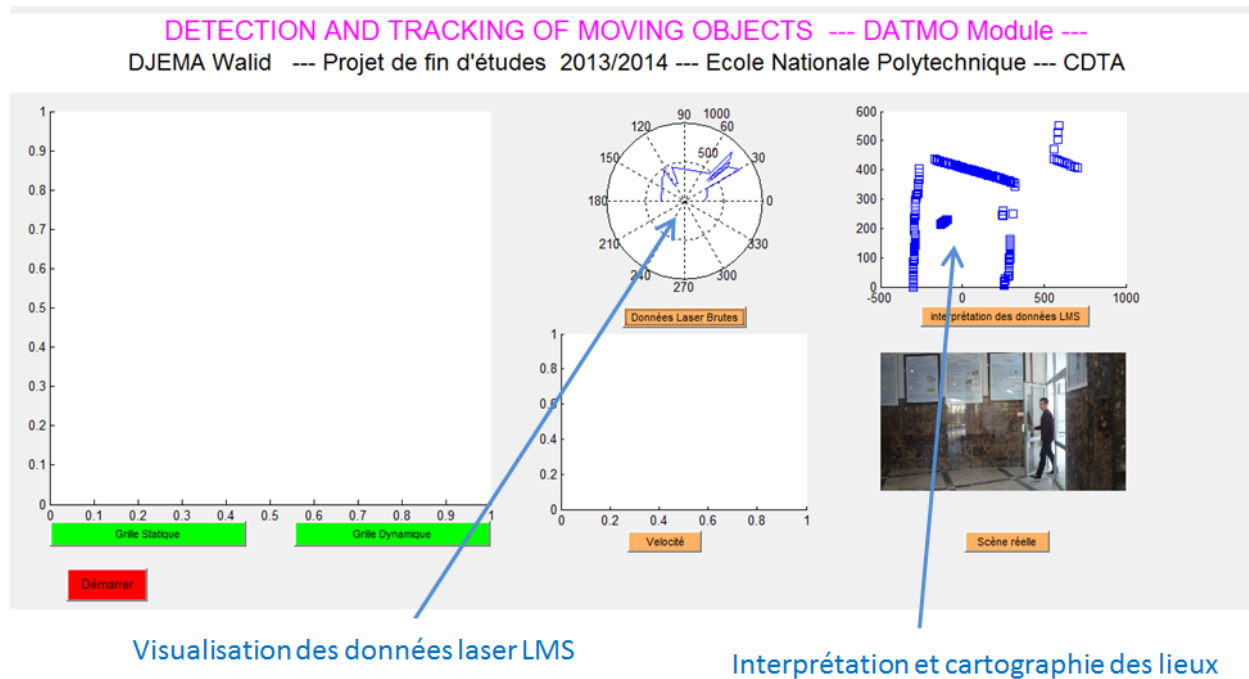 DETECTION AND TRACKING OF MOVING OBJECTS --- DATMO Module ---
DJEMA Walid --- Projet de fin d'études 2013/2014 --- Ecole Nationale Polytechnique --- CDTA
1
0.9
0.8
0.7
0.6
0.5
0.4
0.3
0.2
0.1
0
0 0.1 0.2 0.3 0.4 0.5 0.6 0.7 0.8 0.9 1
Grille Statique
Grille Dynamique
Démarrer
90 1000
120 60
500
150 30
180 0
210 330
240 300
270
Données Laser Brutes
1
0.8
0.6
0.4
0.2
0
0 0.2 0.4 0.6 0.8 1
Velocité
600
500
400
300
200
100
0
-500 0 500 1000
interprétation des données LMS
Scène réelle
Visualisation des données laser LMS
Interprétation et cartographie des lieux